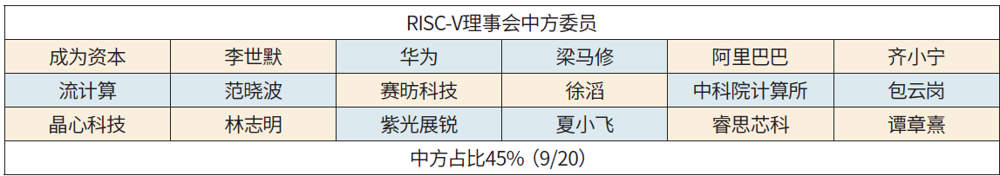 RISC-V理事会中方委员
成为资本 李世默 华为 梁马修 阿里巴巴 齐小宁
流计算 范晓波 赛昉科技 徐滔 中科院计算所 包云岗
晶心科技 林志明 紫光展锐 夏小飞 睿思芯科 谭章熹
中方占比45%（9/20）